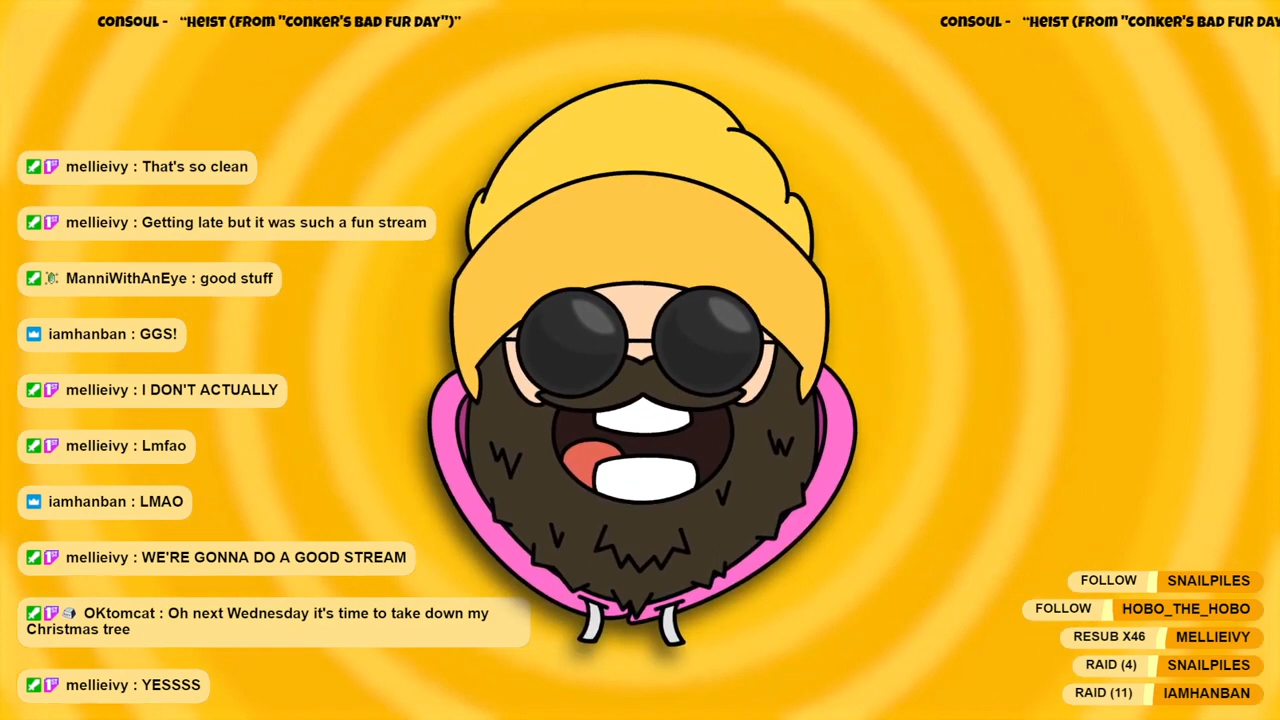 CONSOUL - "HEIST (FROM "CONKER'S BAD FUR DAY")"
CONSOUL - "HEIST (FROM "CONKER'S BAD FUR DAY
mellieivy : That's so clean
mellieivy : Getting late but it was such a fun stream
ManniWithAnEye : good stuff
iamhanban : GGS!
mellieivy : I DON'T ACTUALLY
mellieivy : Lmfao
iamhanban : LMAO
mellieivy : WE'RE GONNA DO A GOOD STREAM
OKtomcat : Oh next Wednesday it's time to take down my
Christmas tree
mellieivy : YESSSS
FOLLOW SNAILPILES
FOLLOW HOBO_THE_HOBO
RESUB X46 MELLIEIVY
RAID (4) SNAILPILES
RAID (11) IAMHANBAN